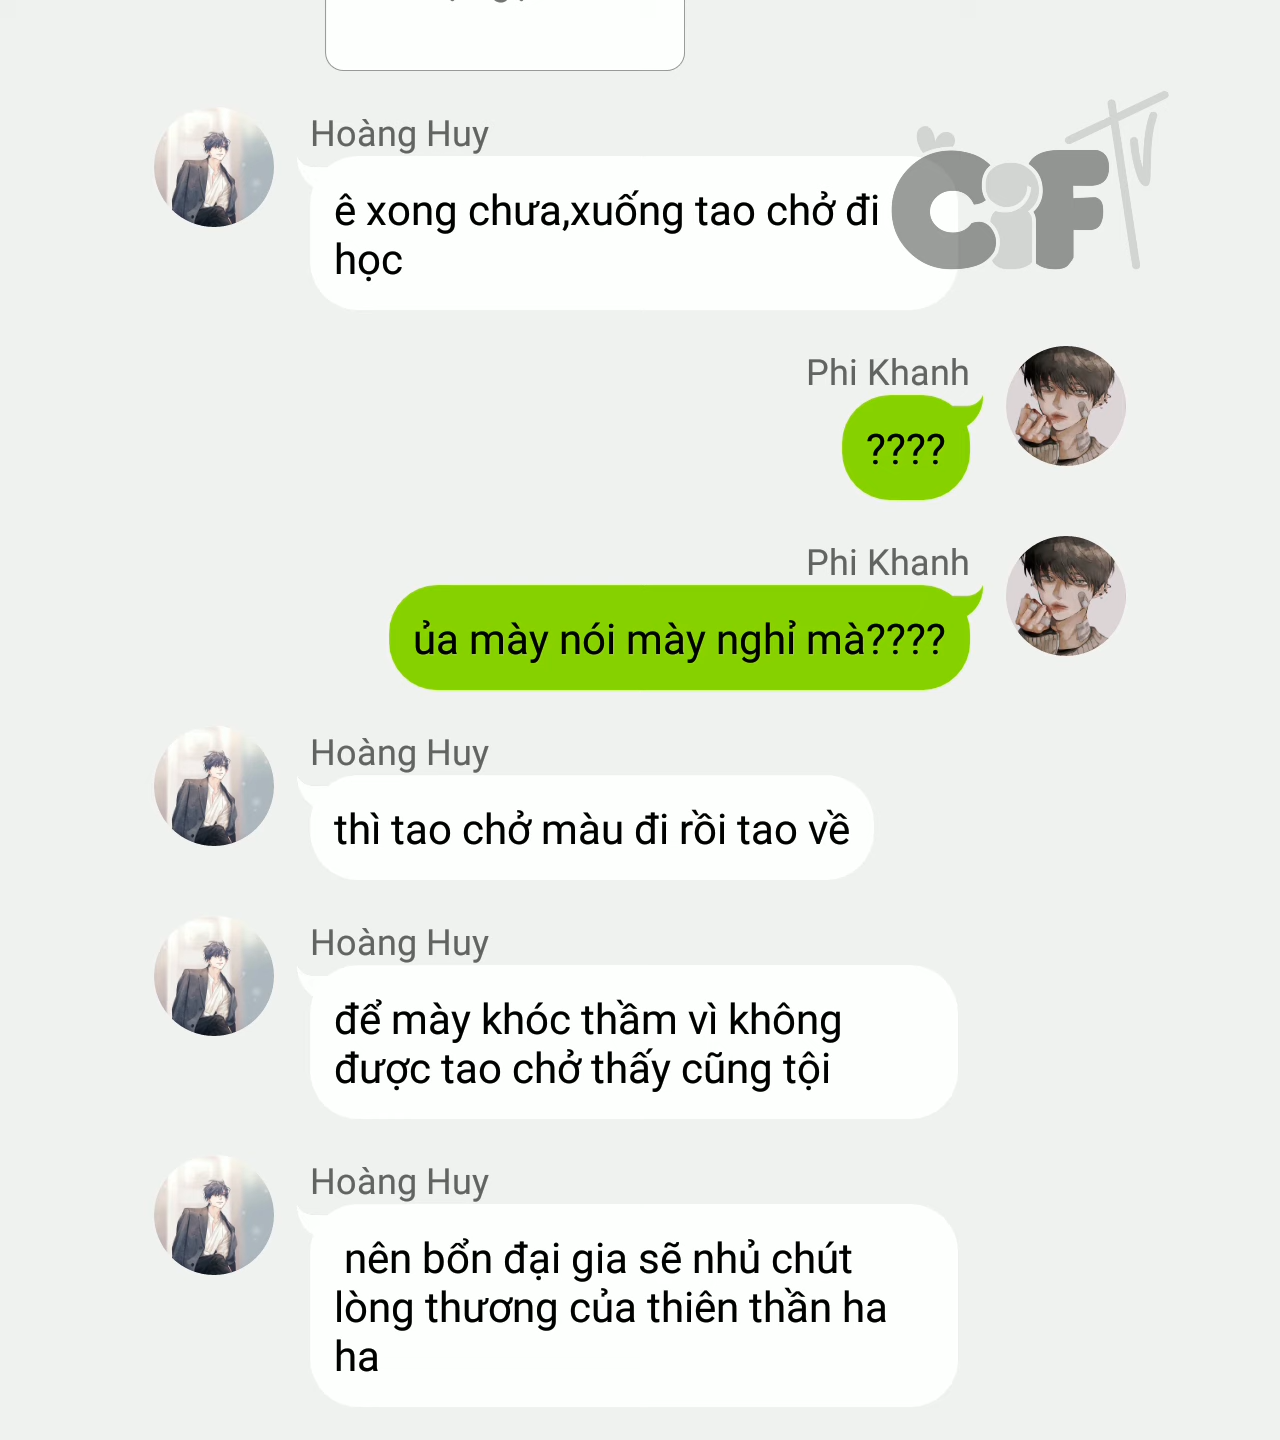 Hoàng Huy
ê xong chưa,xuống tao chở đi
học
CiF TV
Phi Khanh
????
Phi Khanh
ủa mày nói mày nghỉ mà????
Hoàng Huy
thì tao chở màu đi rồi tao về
Hoàng Huy
để mày khóc thầm vì không
được tao chở thấy cũng tội
Hoàng Huy
nên bổn đại gia sẽ nhủ chút
lòng thương của thiên thần ha
ha